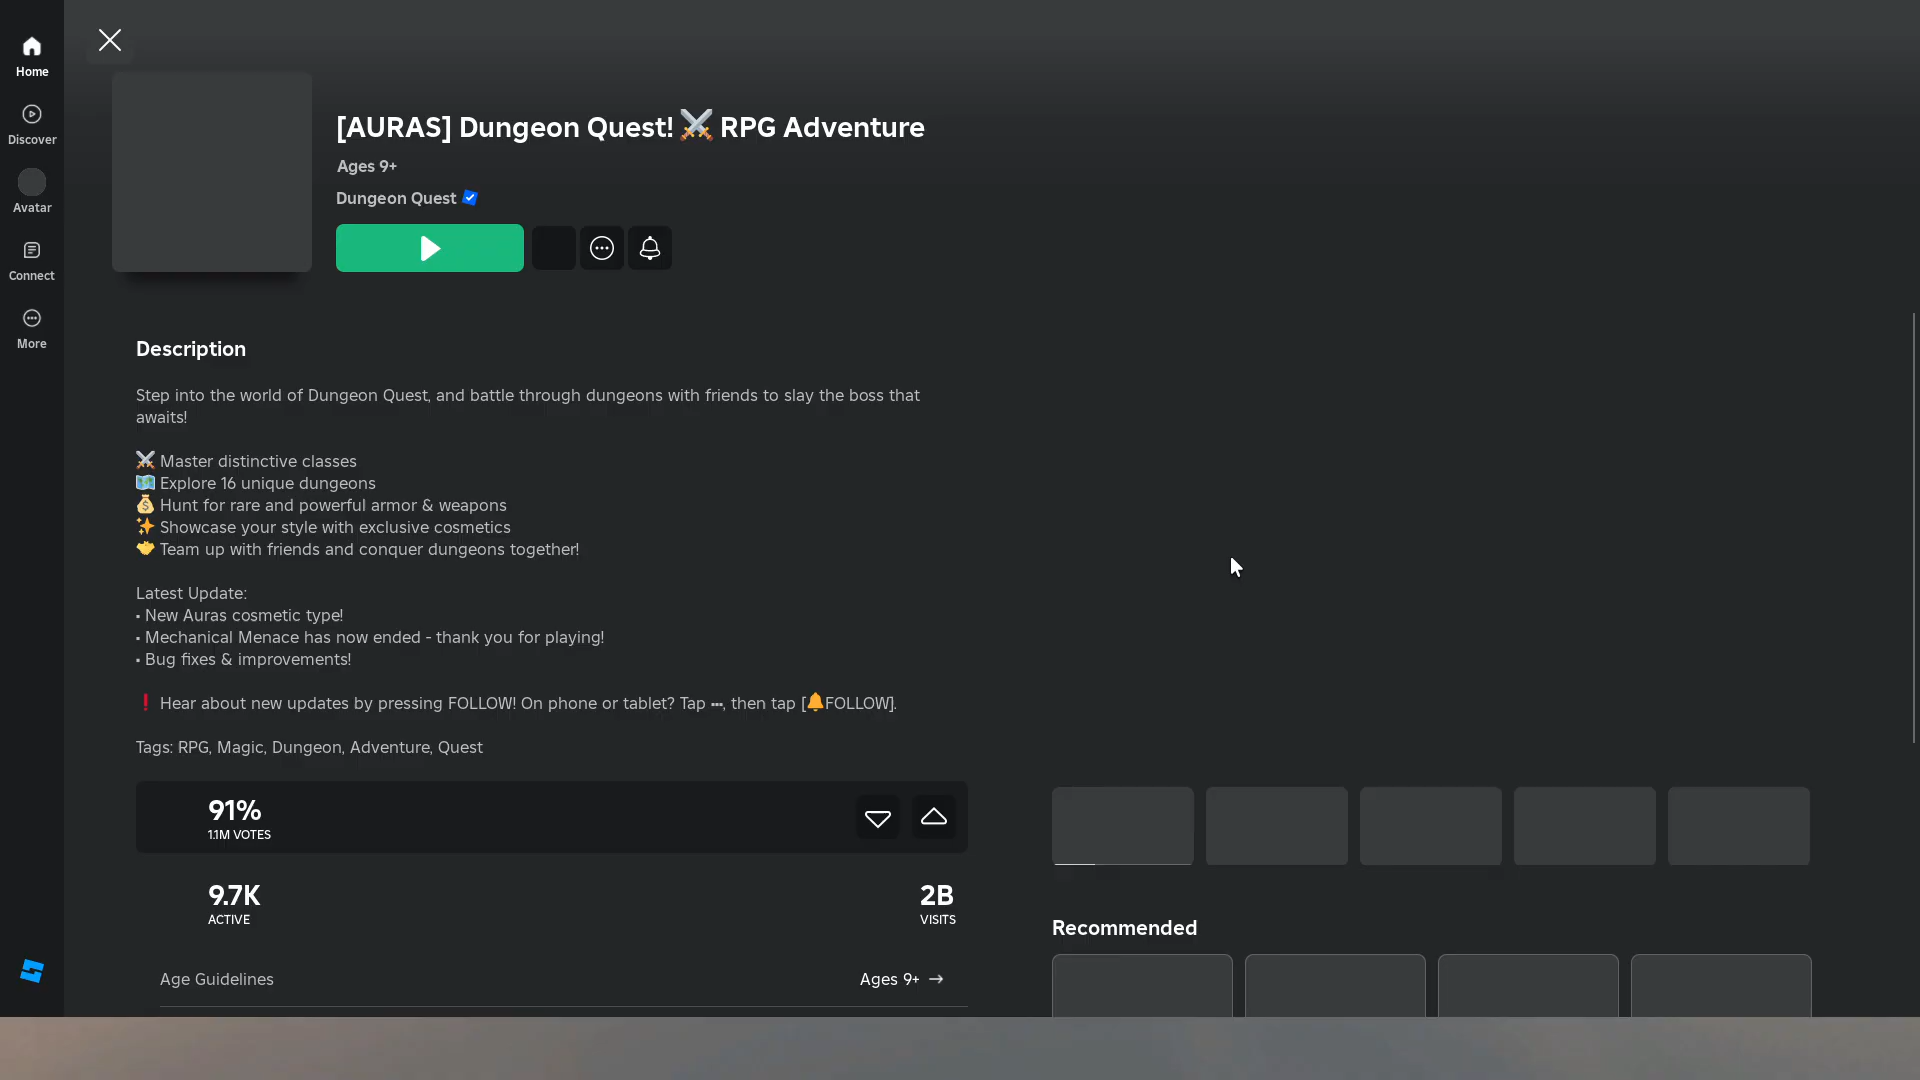 Home
Discover
Avatar
Connect
More
[AURAS] Dungeon Quest! ⚔️ RPG Adventure
Ages 9+
Dungeon Quest
Description
Step into the world of Dungeon Quest, and battle through dungeons with friends to slay the boss that
awaits!
⚔️ Master distinctive classes
🗺️ Explore 16 unique dungeons
💰 Hunt for rare and powerful armor & weapons
✨ Showcase your style with exclusive cosmetics
🤝 Team up with friends and conquer dungeons together!
Latest Update:
• New Auras cosmetic type!
• Mechanical Menace has now ended - thank you for playing!
• Bug fixes & improvements!
❗ Hear about new updates by pressing FOLLOW! On phone or tablet? Tap •••, then tap [🔔FOLLOW].
Tags: RPG, Magic, Dungeon, Adventure, Quest
91%
1.1M VOTES
9.7K
ACTIVE
2B
VISITS
Age Guidelines
Ages 9+ →
Recommended